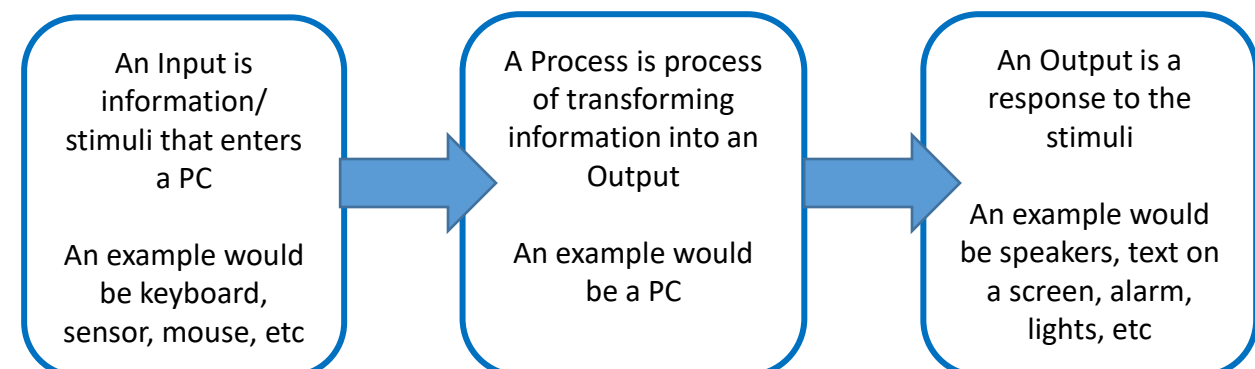 An Input is
information/
stimuli that enters
a PC
An example would
be keyboard,
sensor, mouse, etc
A Process is process
of transforming
information into an
Output
An example would
be a PC
An Output is a
response to the
stimuli
An example would
be speakers, text on
a screen, alarm,
lights, etc